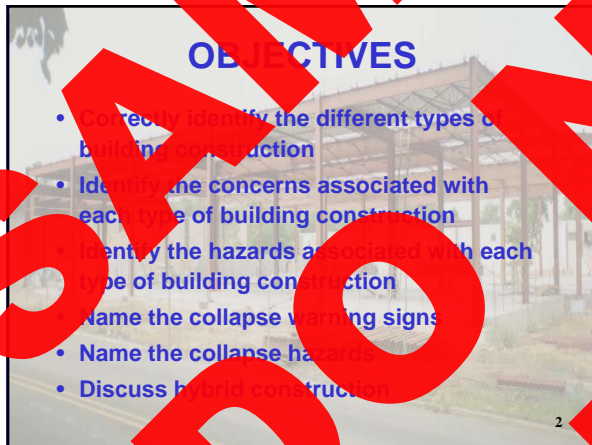 OBJECTIVES
• Correctly identify the different types of
building construction
• Identify the concerns associated with
each type of building construction
• Identify the hazards associated with each
type of building construction
• Name the collapse warning signs
• Name the collapse hazards
• Discuss hybrid construction
2